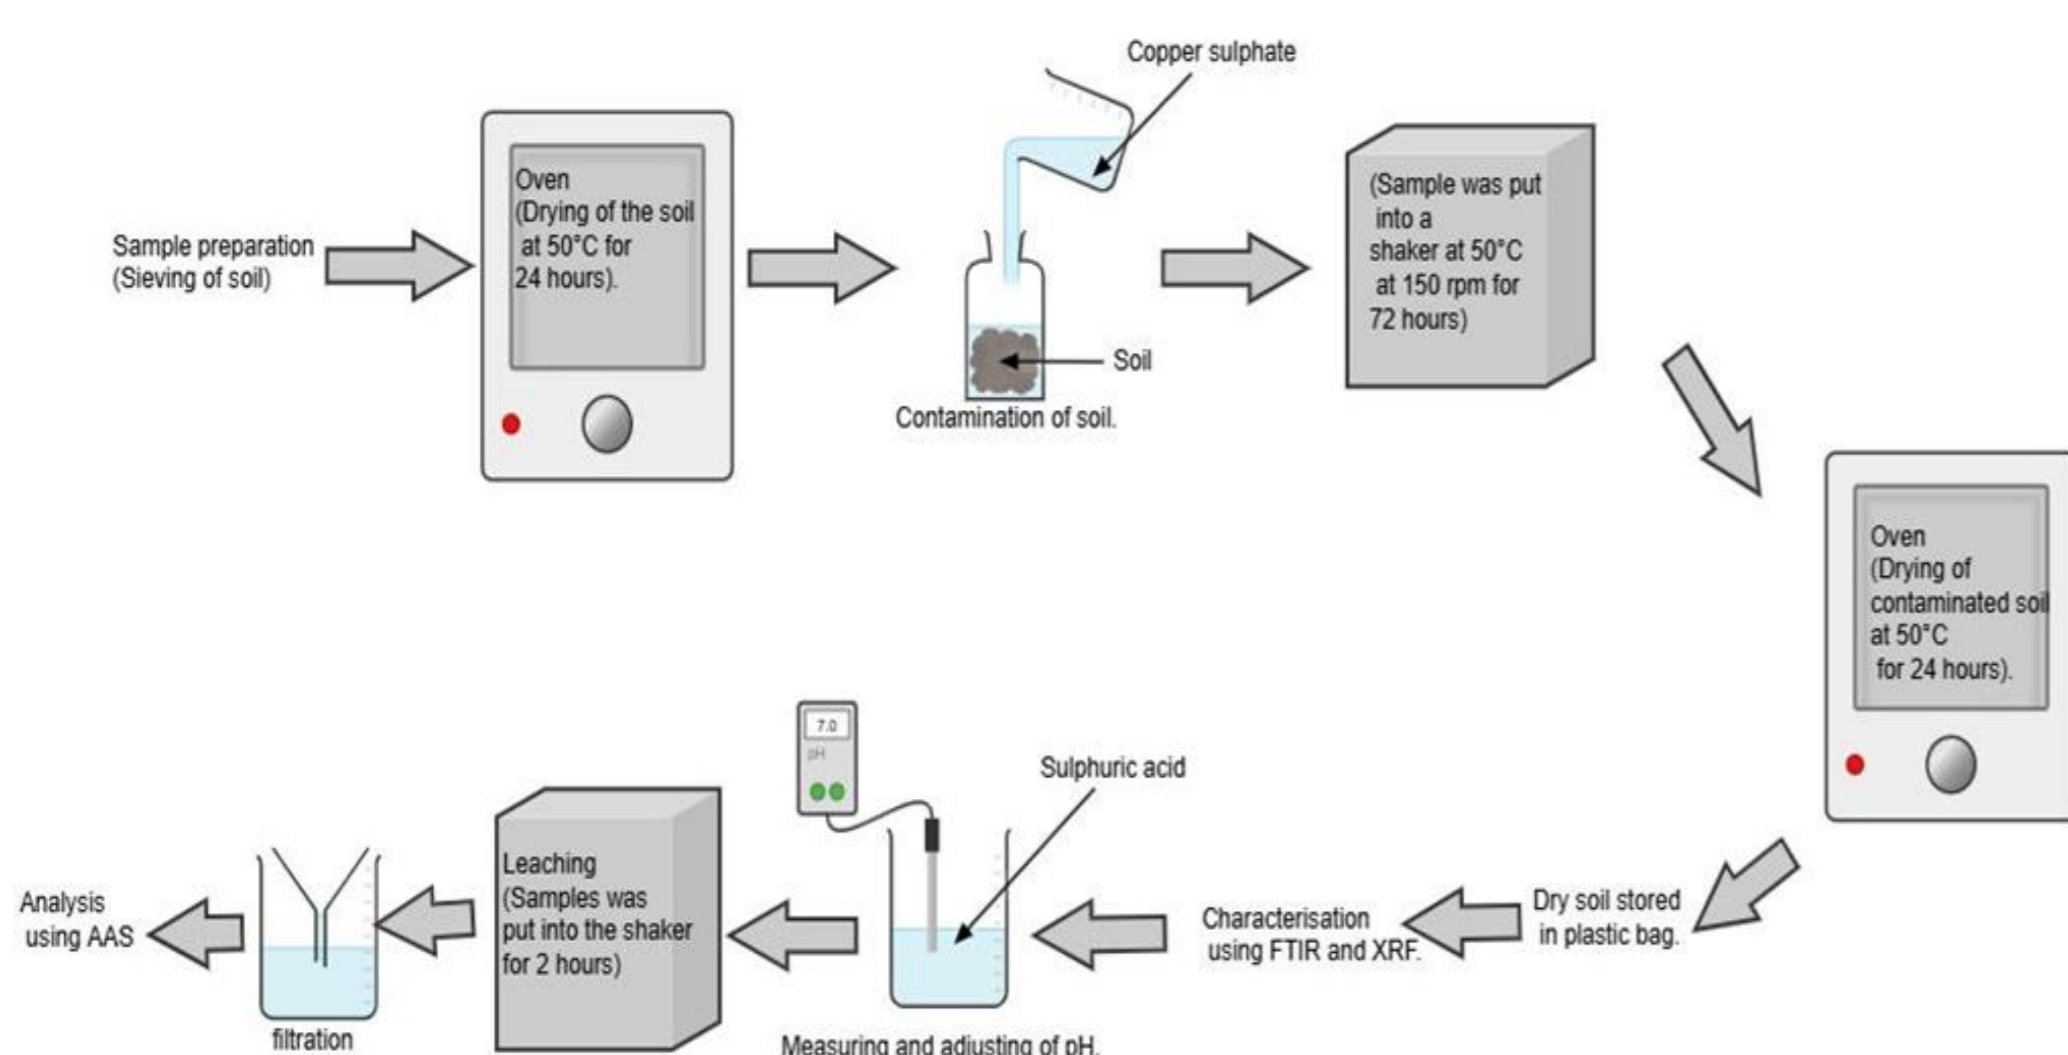 Sample preparation
(Sieving of soil)
Oven
(Drying of the soil
at 50°C for
24 hours).
Copper sulphate
Soil
Contamination of soil.
(Sample was put
into a
shaker at 50°C
at 150 rpm for
72 hours)
Oven
(Drying of
contaminated soil
at 50°C
for 24 hours).
Dry soil stored
in plastic bag.
Characterisation
using FTIR and XRF.
Sulphuric acid
7.0
pH
Measuring and adjusting of pH.
Leaching
(Samples was
put into the shaker
for 2 hours)
filtration
Analysis
using AAS